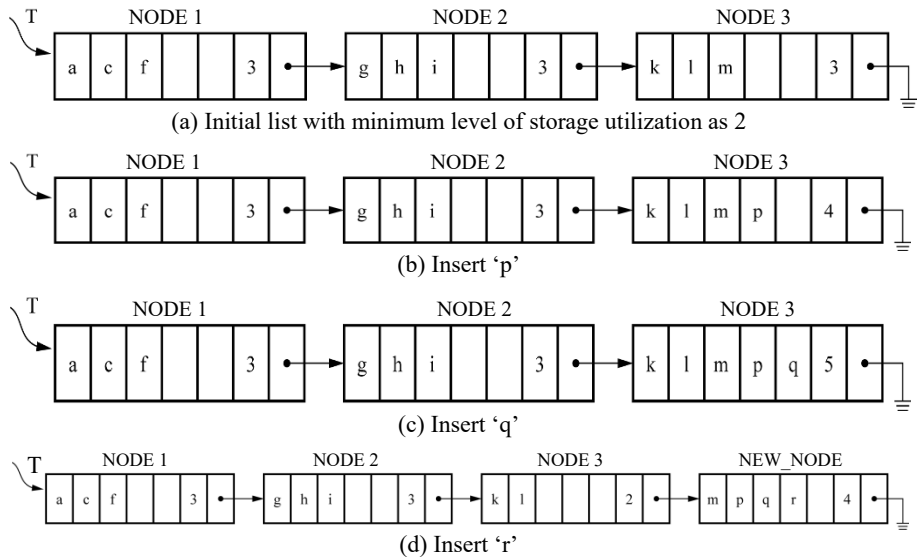 T NODE 1 NODE 2 NODE 3
a c f 3 g h i 3 k l m 3
(a) Initial list with minimum level of storage utilization as 2
T NODE 1 NODE 2 NODE 3
a c f 3 g h i 3 k l m p 4
(b) Insert ‘p’
T NODE 1 NODE 2 NODE 3
a c f 3 g h i 3 k l m p q 5
(c) Insert ‘q’
T NODE 1 NODE 2 NODE 3 NEW_NODE
a c f 3 g h i 3 k l 2 m p q r 4
(d) Insert ‘r’